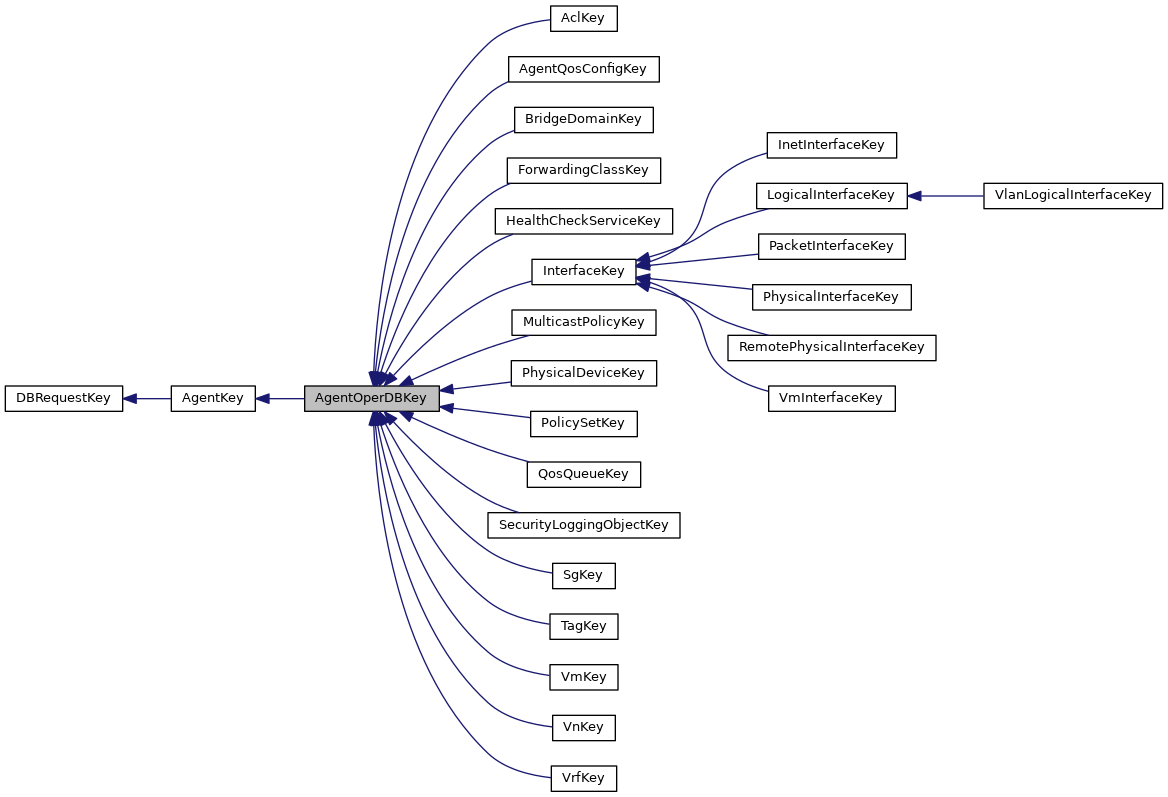 AclKey
AgentQosConfigKey
BridgeDomainKey
InetInterfaceKey
ForwardingClassKey
LogicalInterfaceKey
VlanLogicalInterfaceKey
HealthCheckServiceKey
PacketInterfaceKey
InterfaceKey
PhysicalInterfaceKey
MulticastPolicyKey
RemotePhysicalInterfaceKey
PhysicalDeviceKey
DBRequestKey
AgentKey
AgentOperDBKey
VmInterfaceKey
PolicySetKey
QosQueueKey
SecurityLoggingObjectKey
SgKey
TagKey
VmKey
VnKey
VrfKey